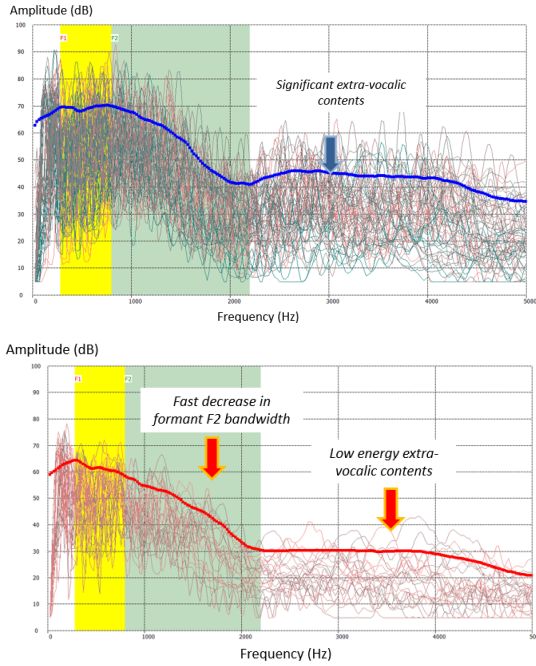 Amplitude (dB)
100
F1
F2
90
80
Significant extra-vocalic
contents
70
60
50
40
30
20
10
0
0
1000
2000
3000
4000
5000
Frequency (Hz)
Amplitude (dB)
100
F1
F2
90
Fast decrease in
formant F2 bandwidth
80
70
Low energy extra-
vocalic contents
60
50
40
30
20
10
0
0
1000
2000
3000
4000
50
Frequency (Hz)